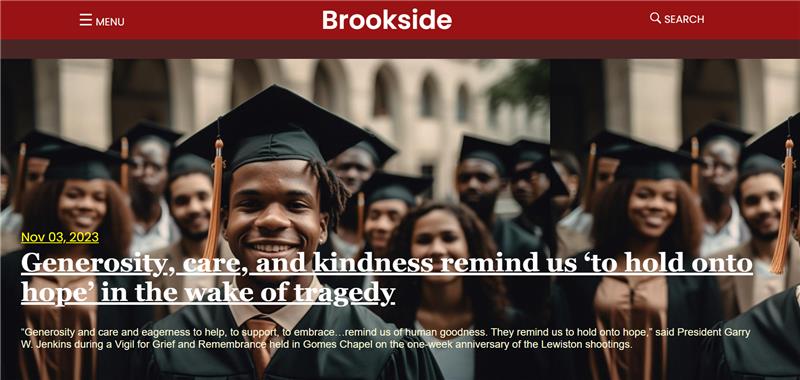 ☰ MENU
Brookside
SEARCH
Nov 03, 2023
Generosity, care, and kindness remind us ‘to hold onto
hope’ in the wake of tragedy
“Generosity and care and eagerness to help, to support, to embrace…remind us of human goodness. They remind us to hold onto hope,” said President Garry
W. Jenkins during a Vigil for Grief and Remembrance held in Gomes Chapel on the one-week anniversary of the Lewiston shootings.